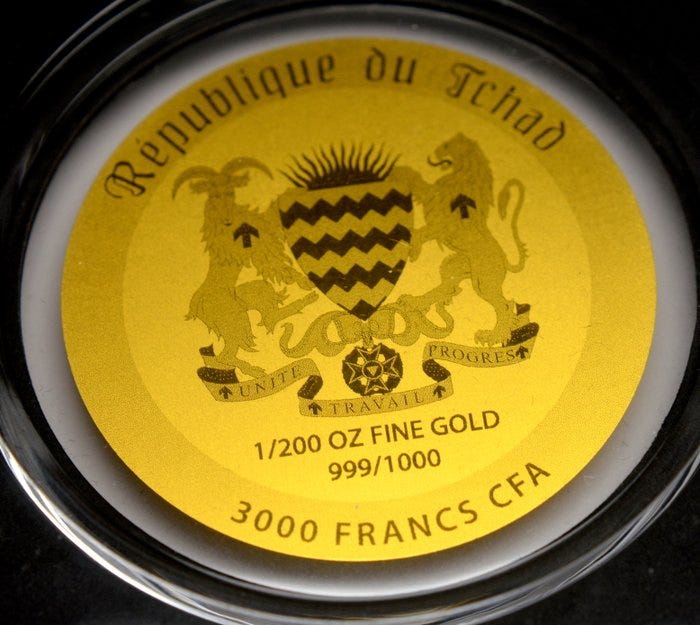 République du Tchad
UNITE
TRAVAIL
PROGRES
1/200 OZ FINE GOLD
999/1000
3000 FRANCS CFA